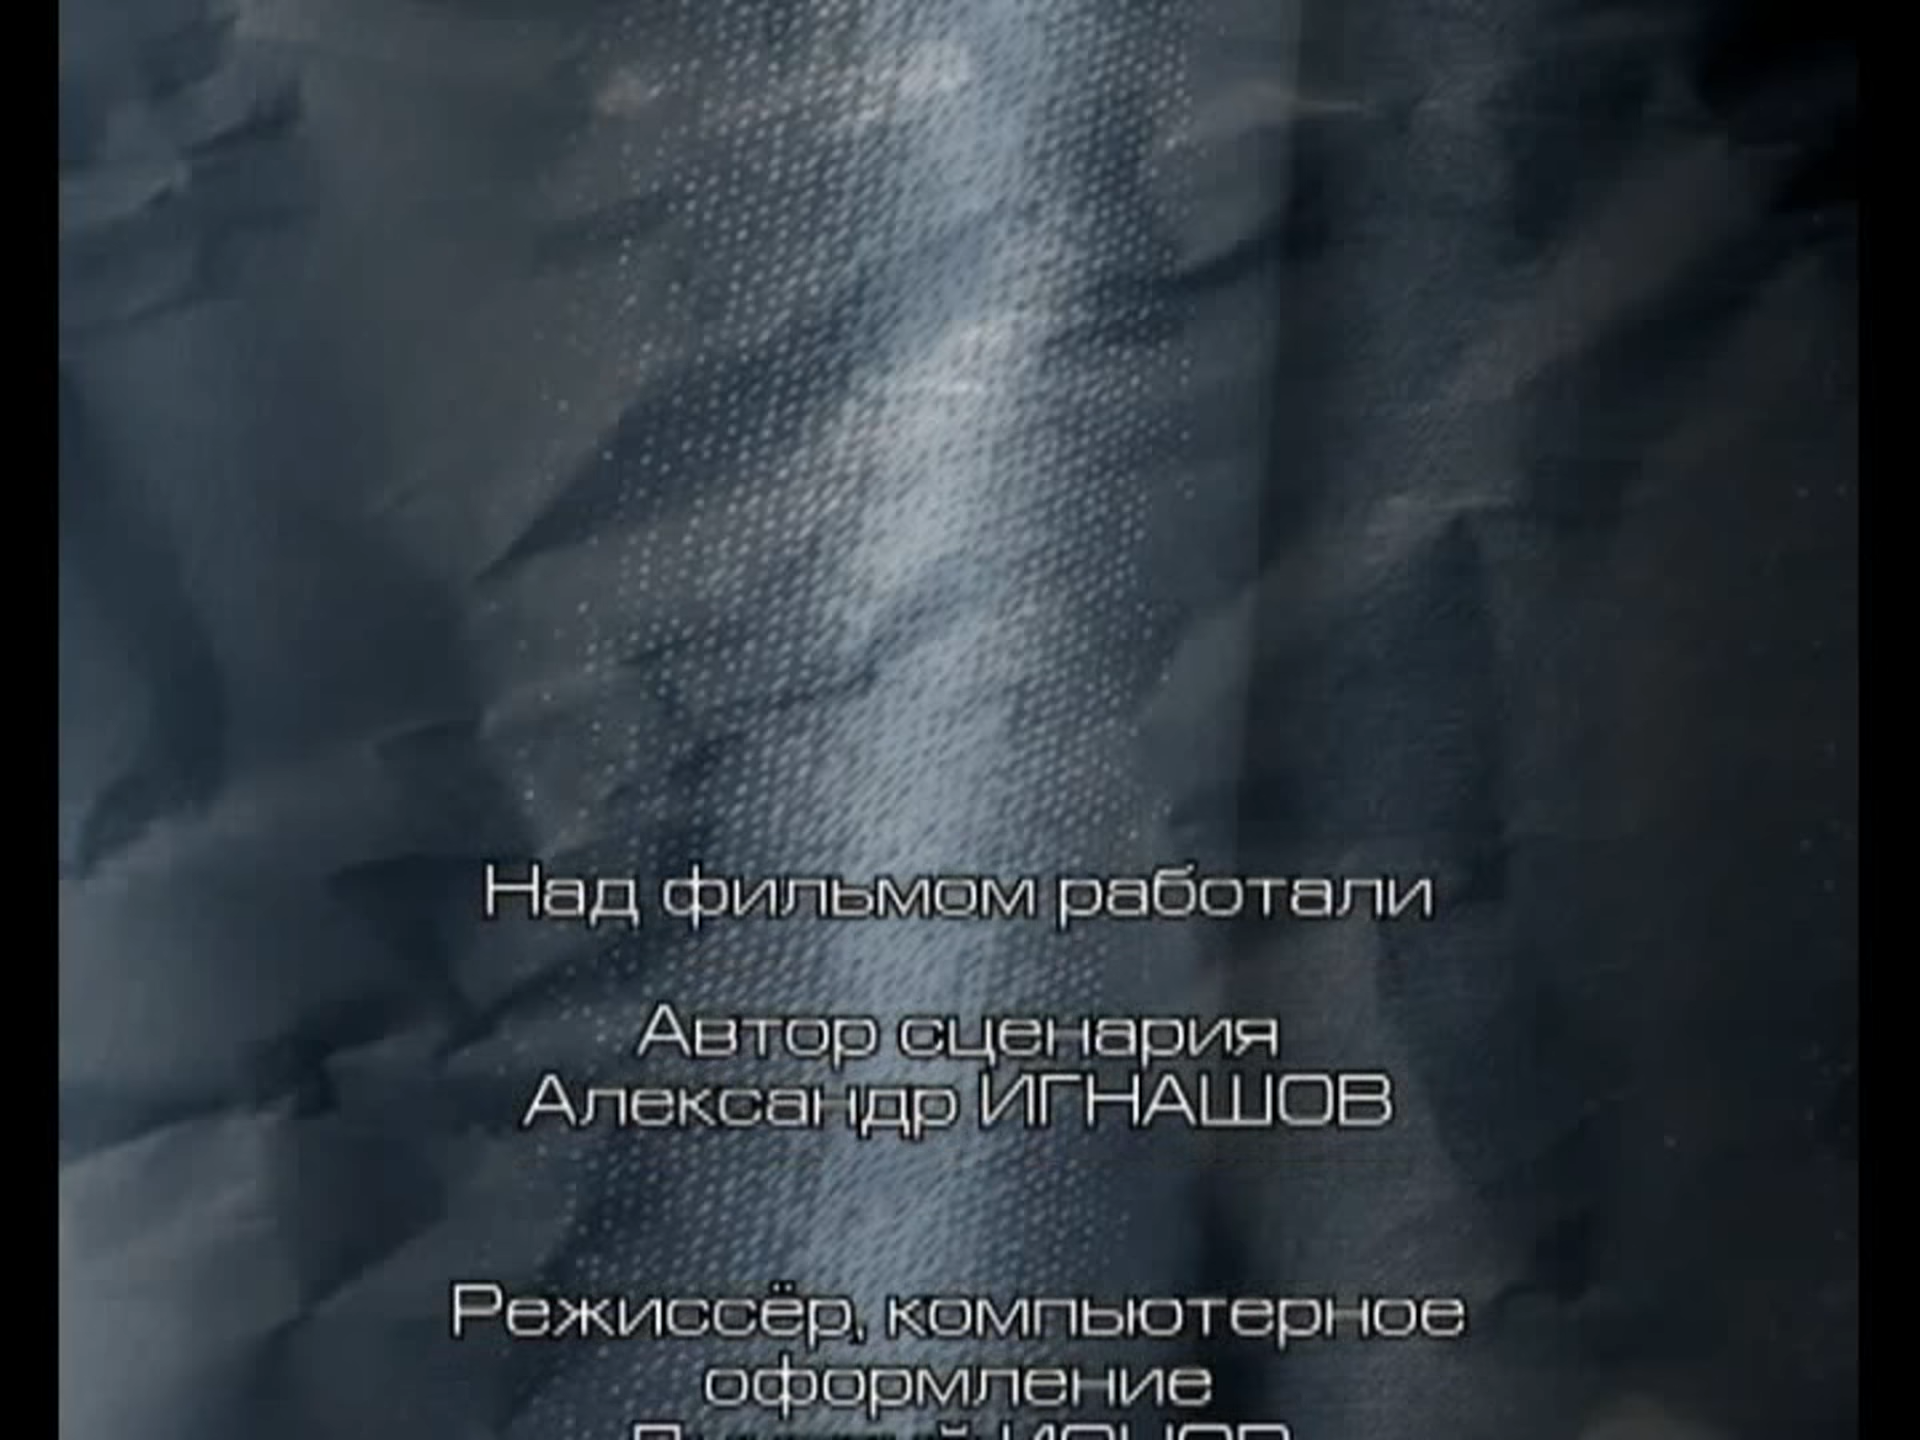 Над фильмом работали
Автор сценария
Александр ИГНАШОВ
Режиссёр, компьютерное
оформление